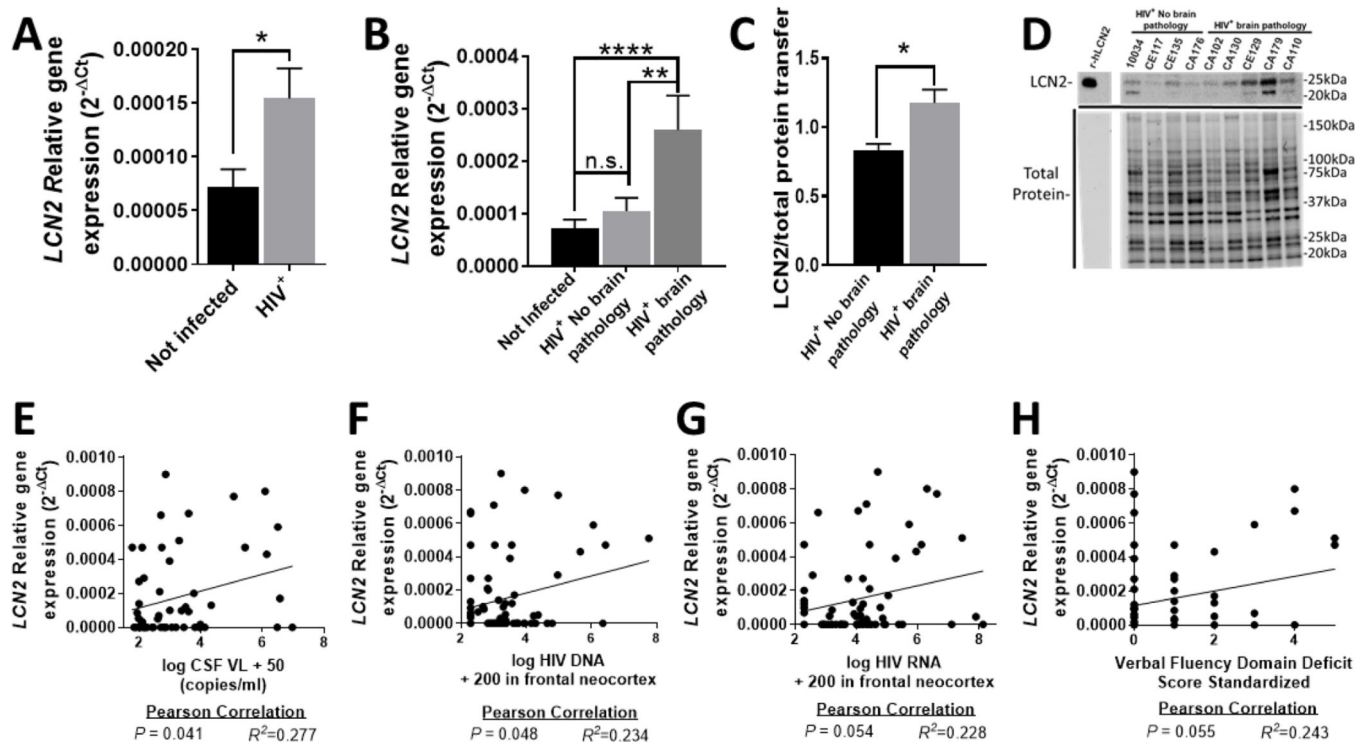 A
LCN2 Relative gene
expression (2^-ΔCt)
0.00020
0.00015
0.00010
0.00005
0.00000
*
Not infected
HIV+
B
LCN2 Relative gene
expression (2^-ΔCt)
0.0004
0.0003
0.0002
0.0001
0.0000
****
**
n.s.
Not Infected
HIV+ No brain
pathology
HIV+ brain
pathology
C
LCN2/total protein transfer
1.5
1.0
0.5
0.0
*
HIV+ No brain
pathology
HIV+ brain
pathology
D
HIV+ No brain
pathology
HIV+ brain pathology
r-hLCN2
10034
CE117
CE135
CA176
CA102
CA130
CE129
CA179
CA110
LCN2-
-25kDa
-20kDa
Total
Protein-
-150kDa
-100kDa
-75kDa
-37kDa
-25kDa
-20kDa
E
LCN2 Relative gene
expression (2^-ΔCt)
0.0010
0.0008
0.0006
0.0004
0.0002
0.0000
2 4 6
log CSF VL + 50
(copies/ml)
Pearson Correlation
P = 0.041 R²=0.277
F
LCN2 Relative gene
expression (2^-ΔCt)
0.0010
0.0008
0.0006
0.0004
0.0002
0.0000
2 4 6 8
log HIV DNA
+ 200 in frontal neocortex
Pearson Correlation
P = 0.048 R²=0.234
G
LCN2 Relative gene
expression (2^-ΔCt)
0.0010
0.0008
0.0006
0.0004
0.0002
0.0000
2 4 6 8
log HIV RNA
+ 200 in frontal neocortex
Pearson Correlation
P = 0.054 R²=0.228
H
LCN2 Relative gene
expression (2^-ΔCt)
0.0010
0.0008
0.0006
0.0004
0.0002
0.0000
0 2 4
Verbal Fluency Domain Deficit
Score Standardized
Pearson Correlation
P = 0.055 R²=0.243